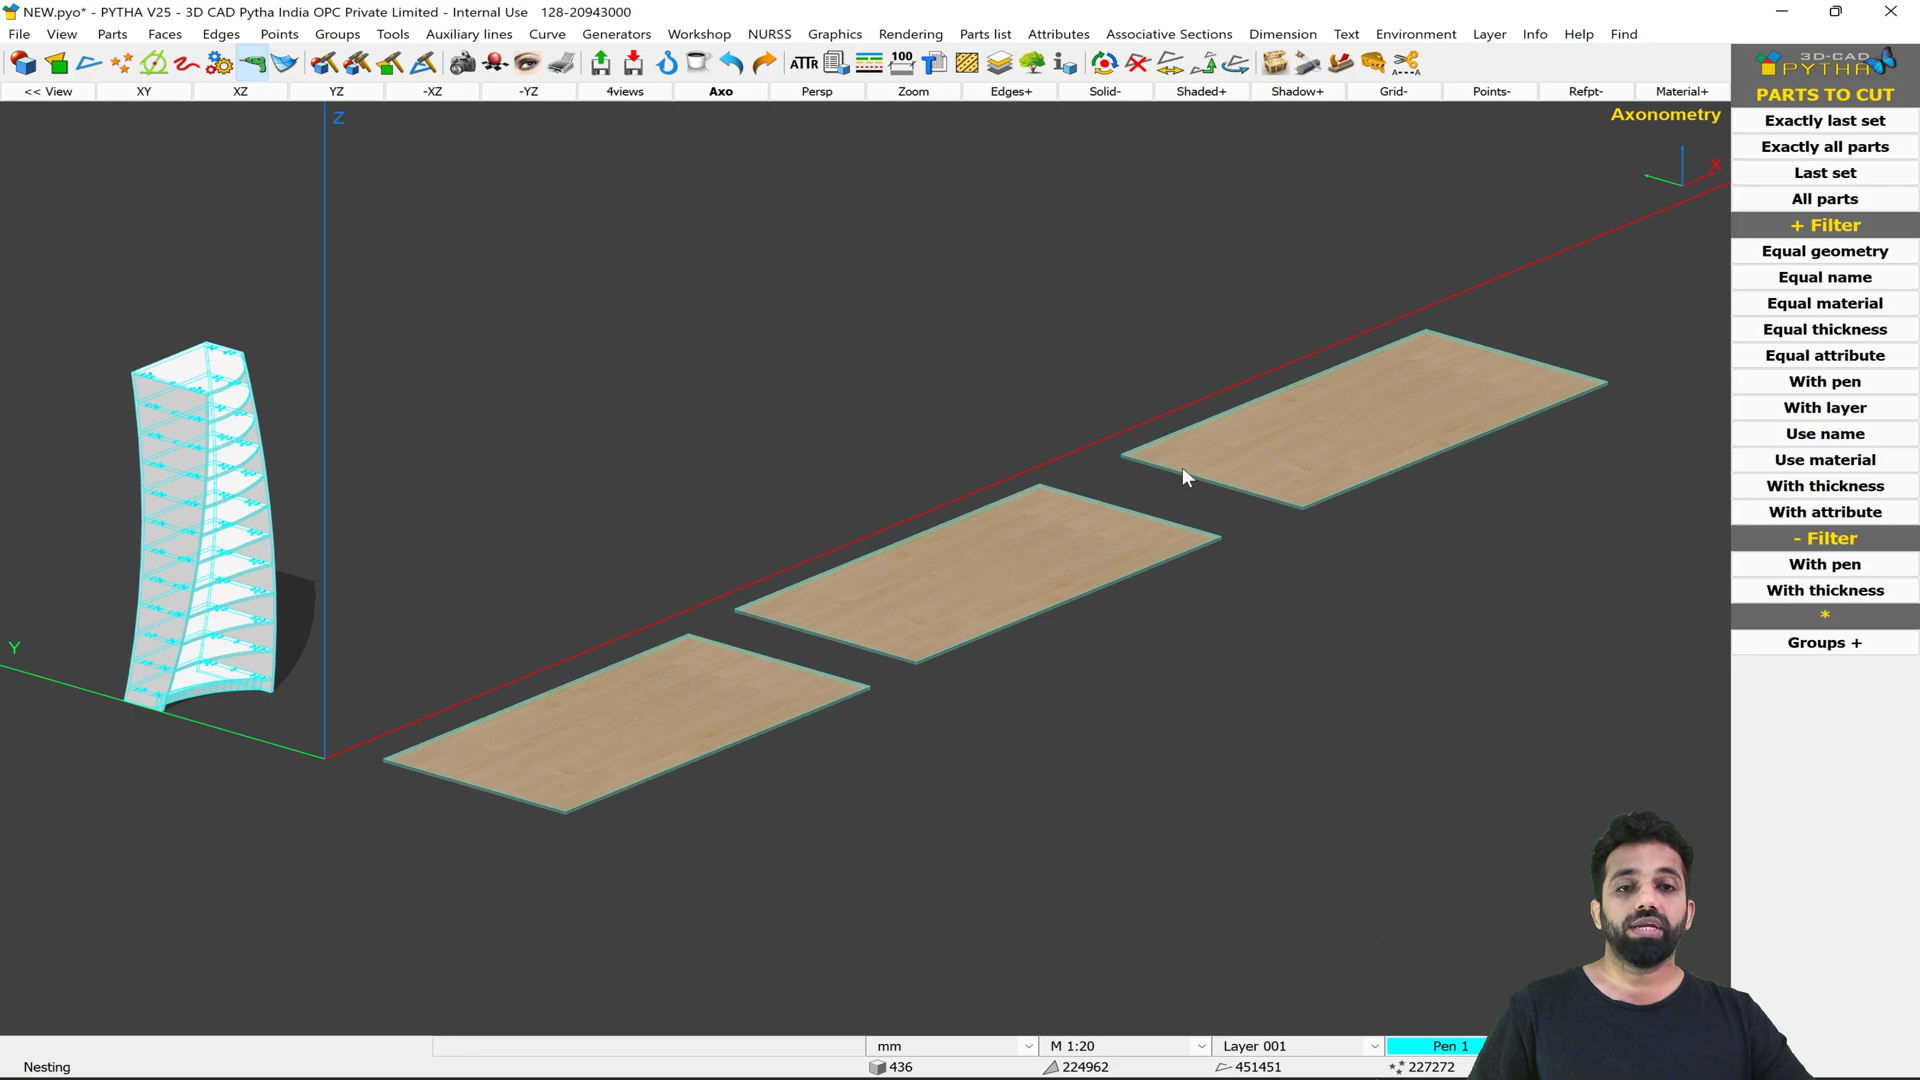 NEW.pyo* - PYTHA V25 - 3D CAD Pytha India OPC Private Limited - Internal Use 128-20943000
File View Parts Faces Edges Points Groups Tools Auxiliary lines Curve Generators Workshop NURSS Graphics Rendering Parts list Attributes Associative Sections Dimension Text Environment Layer Info Help Find
ATTR 100
<< View XY XZ YZ -XZ -YZ 4views Axo Persp Zoom Edges+ Solid- Shaded+ Shadow+ Grid- Points- Refpt- Material+
3D-CAD
PYTHA
PARTS TO CUT
Exactly last set
Exactly all parts
Last set
All parts
+ Filter
Equal geometry
Equal name
Equal material
Equal thickness
Equal attribute
With pen
With layer
Use name
Use material
With thickness
With attribute
- Filter
With pen
With thickness
*
Groups +
Axonometry
Z
X
Y
mm M 1:20 Layer 001 Pen 1
Nesting 436 224962 451451 227272